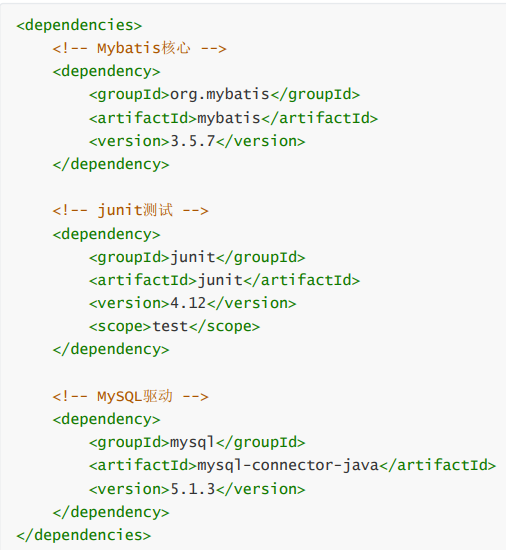 <dependencies>
    <!-- Mybatis核心 -->
    <dependency>
        <groupId>org.mybatis</groupId>
        <artifactId>mybatis</artifactId>
        <version>3.5.7</version>
    </dependency>

    <!-- junit测试 -->
    <dependency>
        <groupId>junit</groupId>
        <artifactId>junit</artifactId>
        <version>4.12</version>
        <scope>test</scope>
    </dependency>

    <!-- MySQL驱动 -->
    <dependency>
        <groupId>mysql</groupId>
        <artifactId>mysql-connector-java</artifactId>
        <version>5.1.3</version>
    </dependency>
</dependencies>